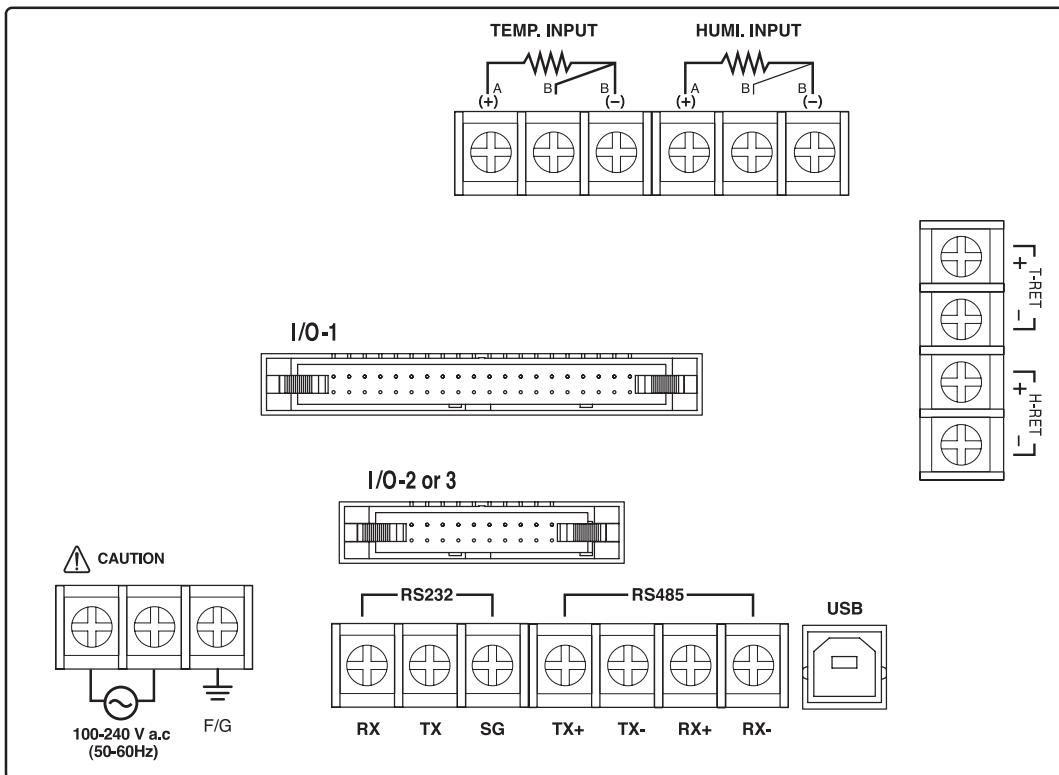 TEMP. INPUT HUMI. INPUT
A B B A B B
(+) (-) (+) (-)
+ T-RET -
I/O-1
+ H-RET -
I/O-2 or 3
CAUTION
RS232 RS485 USB
F/G
100-240 V a.c
(50-60Hz)
RX TX SG TX+ TX- RX+ RX-